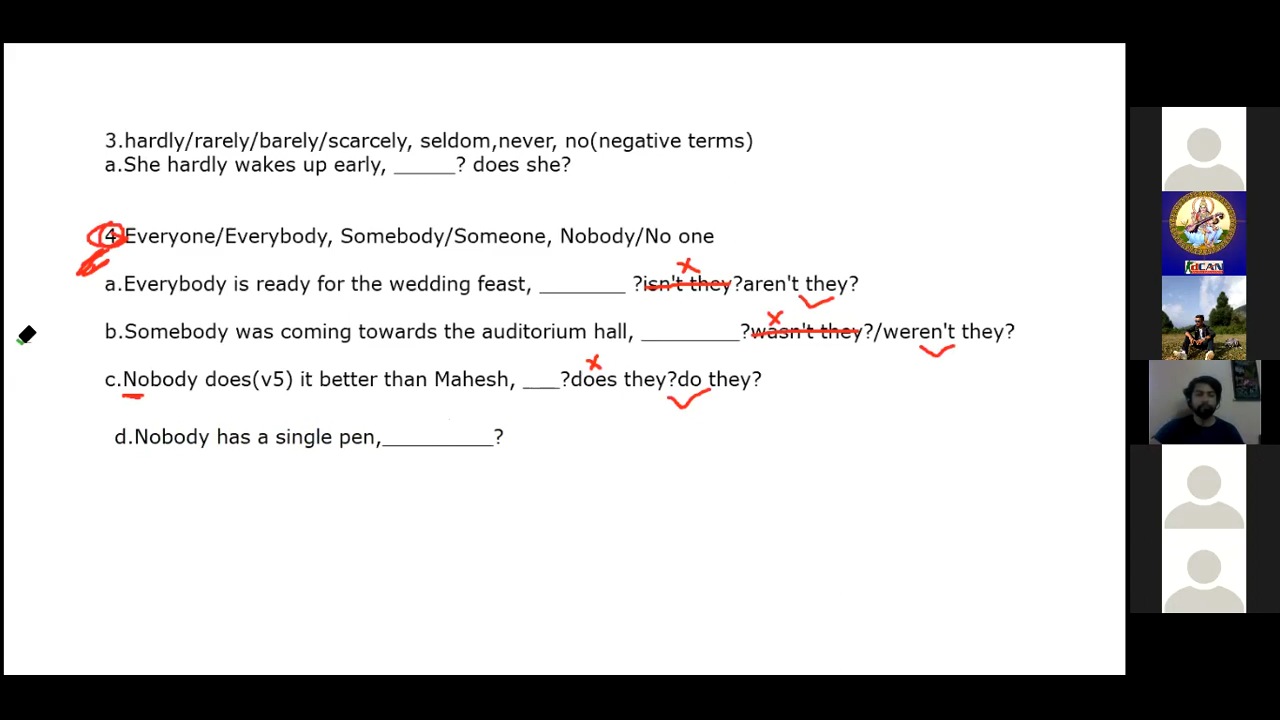 3.hardly/rarely/barely/scarcely, seldom,never, no(negative terms)
a.She hardly wakes up early, ______? does she?
4.Everyone/Everybody, Somebody/Someone, Nobody/No one
a.Everybody is ready for the wedding feast, ________ ?isn't they?aren't they?
b.Somebody was coming towards the auditorium hall, _________?wasn't they?/weren't they?
c.Nobody does(v5) it better than Mahesh, ___?does they?do they?
d.Nobody has a single pen,__________?